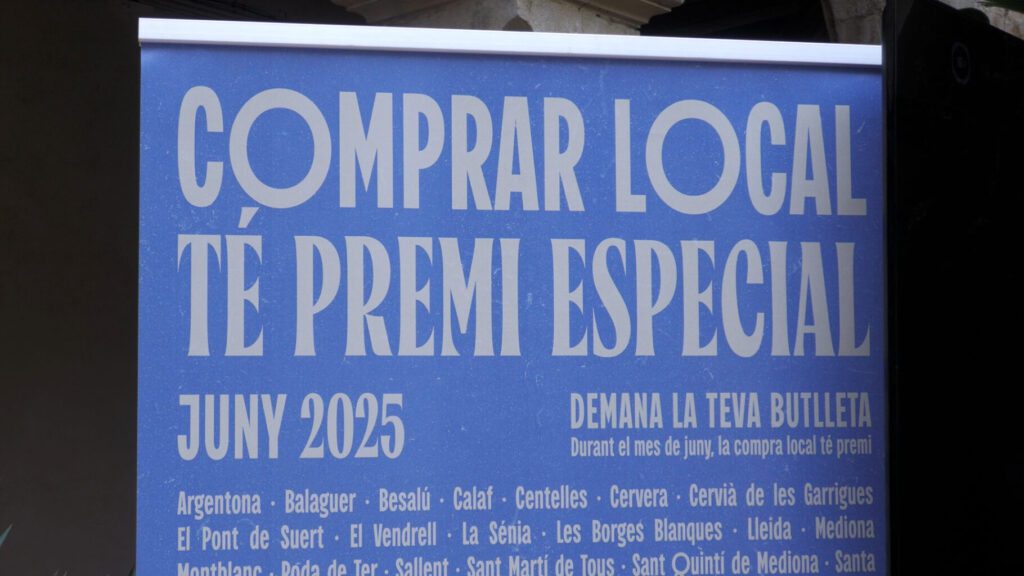 COMPRAR LOCAL
TÉ PREMI ESPECIAL
JUNY 2025
DEMANA LA TEVA BUTLLETA
Durant el mes de juny, la compra local té premi
Argentona · Balaguer · Besalú · Calaf · Centelles · Cervera · Cervià de les Garrigues
El Pont de Suert · El Vendrell · La Sénia · Les Borges Blanques · Lleida · Mediona
Montblanc · Roda de Ter · Sallent · Sant Martí de Tous · Sant Quintí de Mediona · Santa